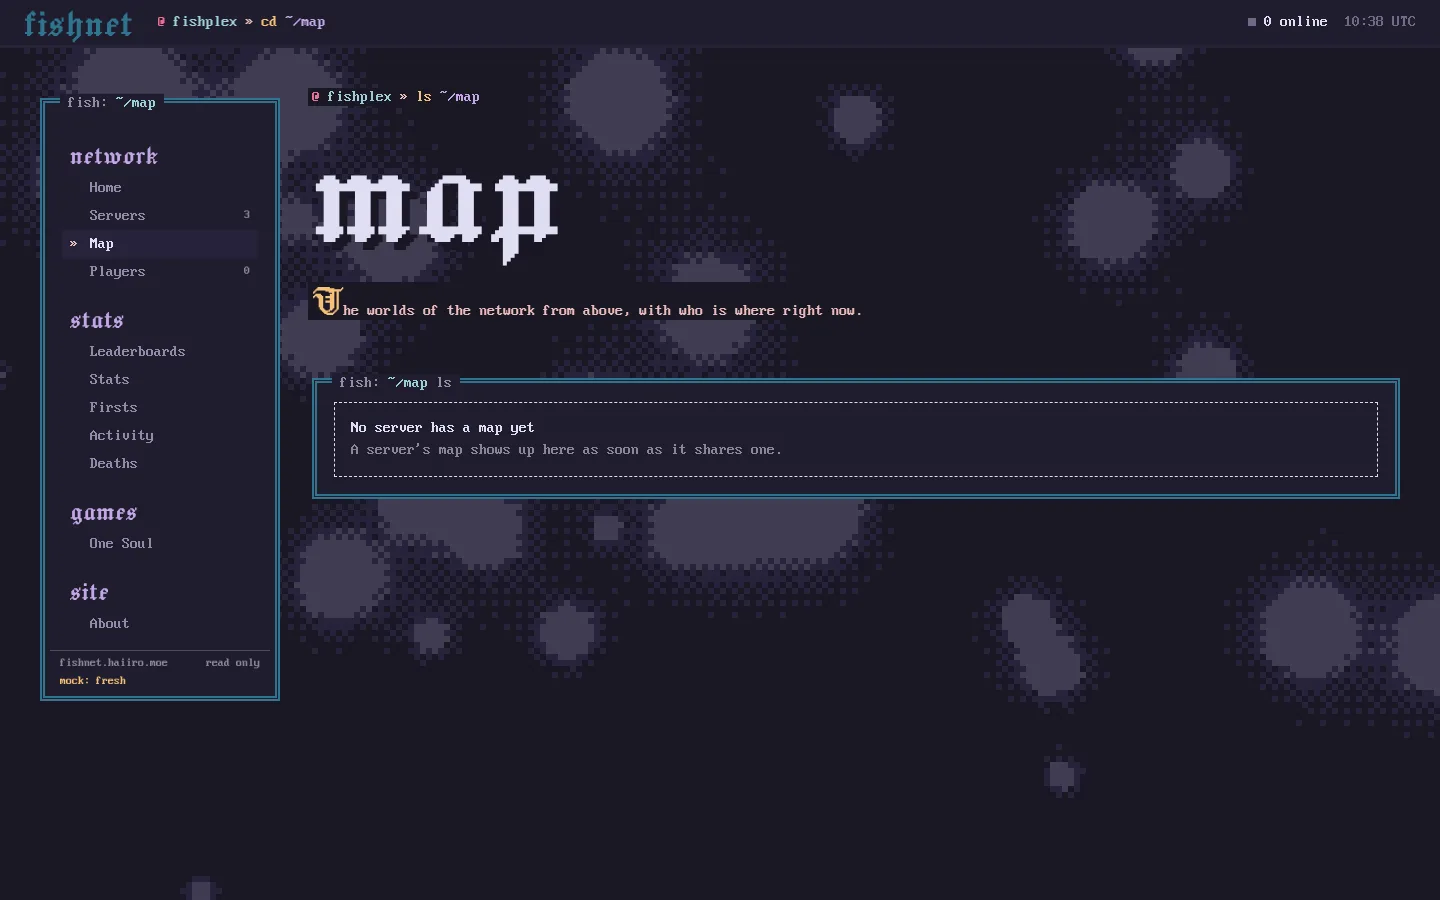 fishnet @ fishplex » cd ~/map
0 online 10:38 UTC
fish: ~/map
network
Home
Servers 3
» Map
Players 0
stats
Leaderboards
Stats
Firsts
Activity
Deaths
games
One Soul
site
About
fishnet.haiiro.moe read only
mock: fresh
@ fishplex » ls ~/map
map
The worlds of the network from above, with who is where right now.
fish: ~/map ls
No server has a map yet
A server's map shows up here as soon as it shares one.